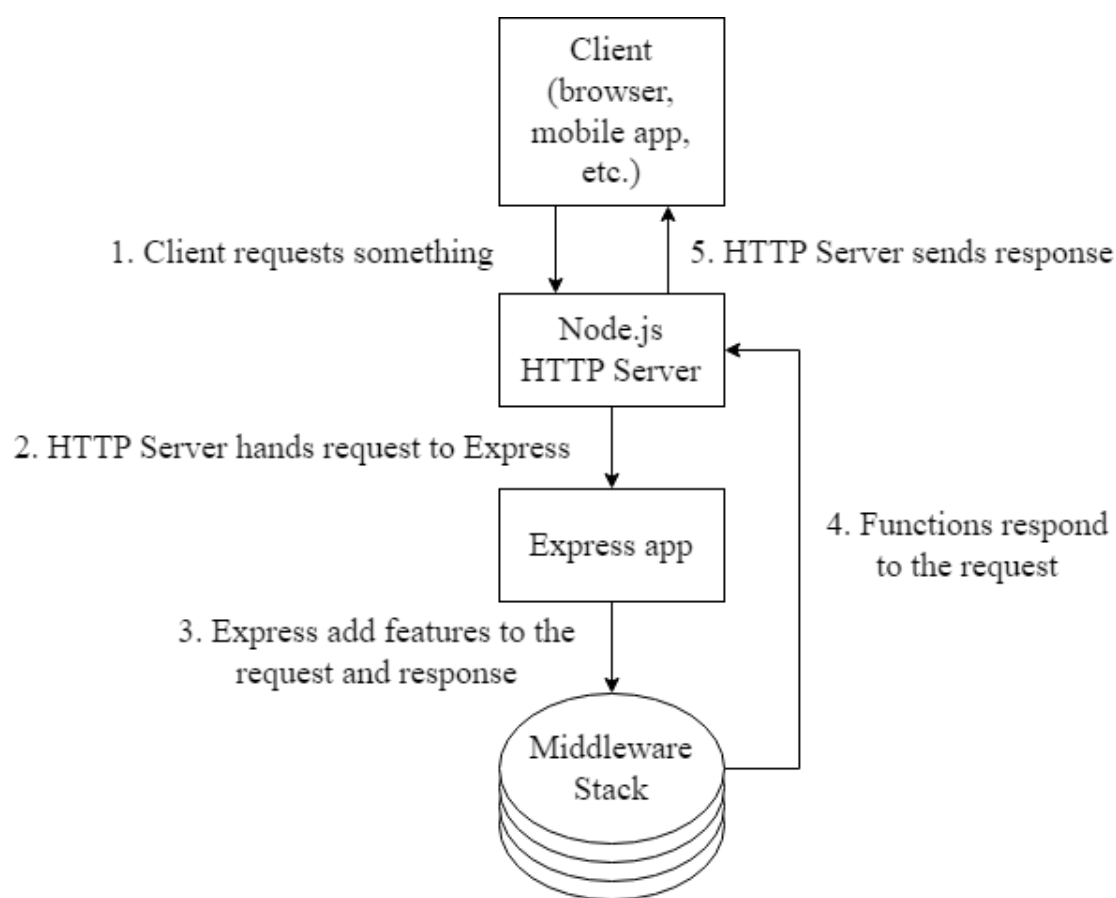 Client
(browser,
mobile app,
etc.)
1. Client requests something
5. HTTP Server sends response
Node.js
HTTP Server
2. HTTP Server hands request to Express
Express app
4. Functions respond
to the request
3. Express add features to the
request and response
Middleware
Stack